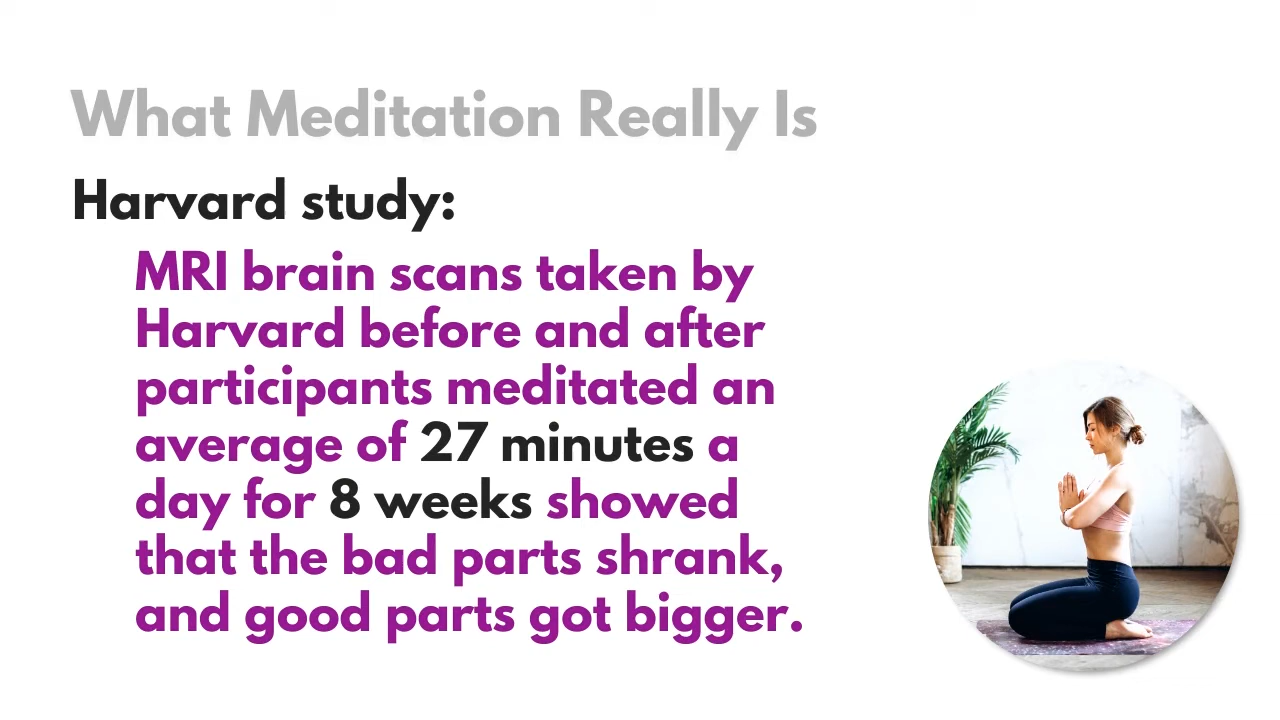 What Meditation Really Is
Harvard study:
MRI brain scans taken by
Harvard before and after
participants meditated an
average of 27 minutes a
day for 8 weeks showed
that the bad parts shrank,
and good parts got bigger.